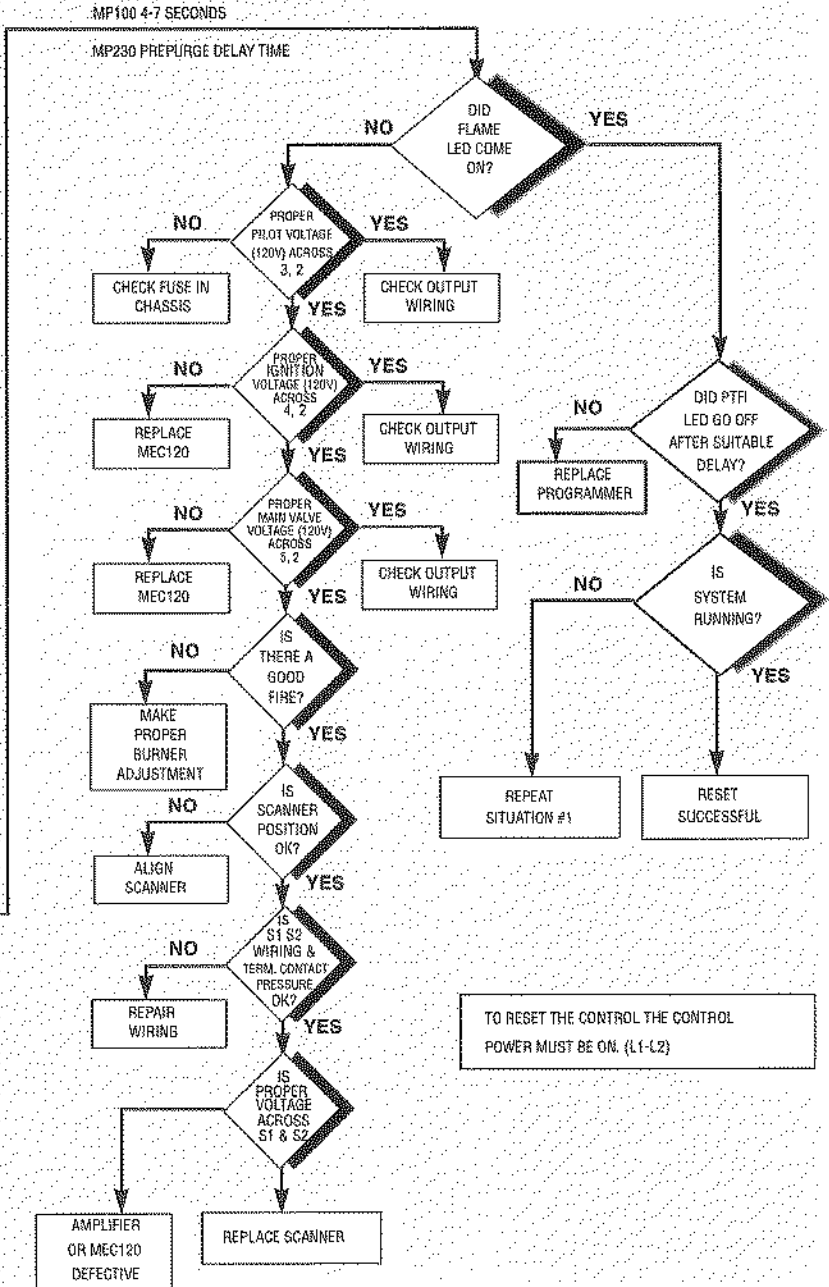 MP100 4-7 SECONDS
MP230 PREPURGE DELAY TIME
DID
FLAME
LED COME
ON?
NO
YES
PROPER
PILOT VOLTAGE
(120V) ACROSS
3, 2
NO
YES
CHECK FUSE IN
CHASSIS
CHECK OUTPUT
WIRING
YES
PROPER
IGNITION
VOLTAGE (120V)
ACROSS
4, 2
NO
YES
REPLACE
MEC120
CHECK OUTPUT
WIRING
YES
PROPER
MAIN VALVE
VOLTAGE (120V)
ACROSS
5, 2
NO
YES
REPLACE
MEC120
CHECK OUTPUT
WIRING
YES
IS
THERE A
GOOD
FIRE?
NO
MAKE
PROPER
BURNER
ADJUSTMENT
YES
IS
SCANNER
POSITION
OK?
NO
ALIGN
SCANNER
YES
IS
S1 S2
WIRING &
TERM. CONTACT
PRESSURE
OK?
NO
REPAIR
WIRING
YES
IS
PROPER
VOLTAGE
ACROSS
S1 & S2
AMPLIFIER
OR MEC120
DEFECTIVE
REPLACE SCANNER
DID PTFI
LED GO OFF
AFTER SUITABLE
DELAY?
NO
REPLACE
PROGRAMMER
YES
IS
SYSTEM
RUNNING?
NO
YES
REPEAT
SITUATION #1
RESET
SUCCESSFUL
TO RESET THE CONTROL THE CONTROL
POWER MUST BE ON. (L1-L2)